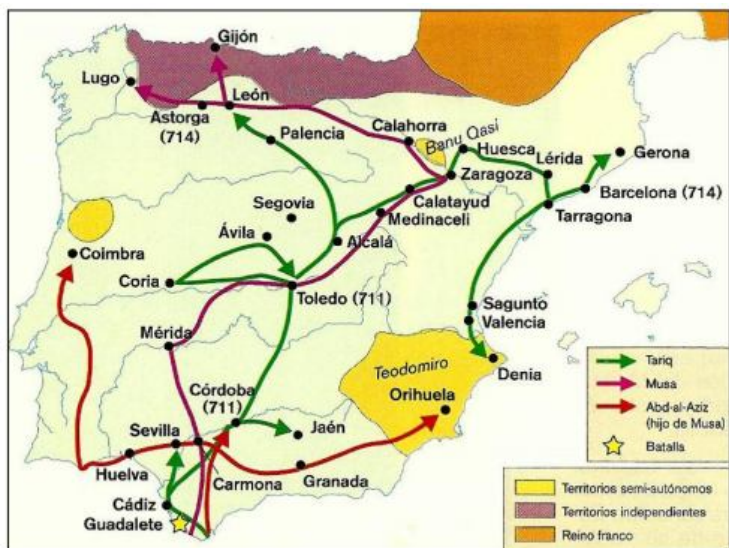 Gijón
Lugo
León
Astorga
(714)
Palencia
Calahorra
Banu Qasi
Huesca
Lérida
Gerona
Zaragoza
Barcelona (714)
Calatayud
Tarragona
Medinaceli
Segovia
Ávila
Alcalá
Coimbra
Coria
Toledo (711)
Sagunto
Valencia
Mérida
Denia
Teodomiro
Orihuela
Córdoba
(711)
Jaén
Sevilla
Huelva
Carmona
Granada
Cádiz
Guadalete
Tariq
Musa
Abd-al-Aziz
(hijo de Musa)
Batalla
Territorios semi-autónomos
Territorios independientes
Reino franco